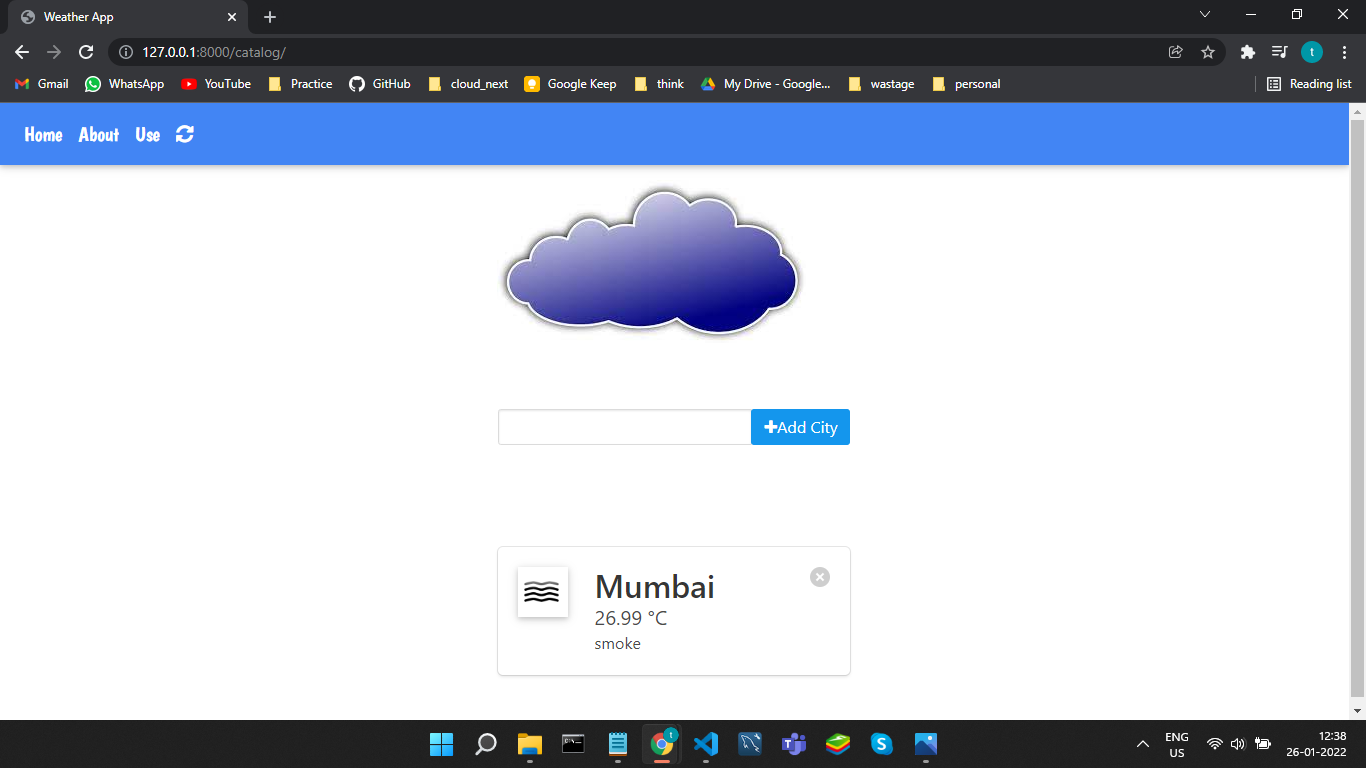 Weather App
127.0.0.1:8000/catalog/
t
Gmail WhatsApp YouTube Practice GitHub cloud_next Google Keep think My Drive - Google... wastage personal Reading list
Home About Use
Add City
Mumbai
26.99 °C
smoke
t
ENG
US
12:38
26-01-2022